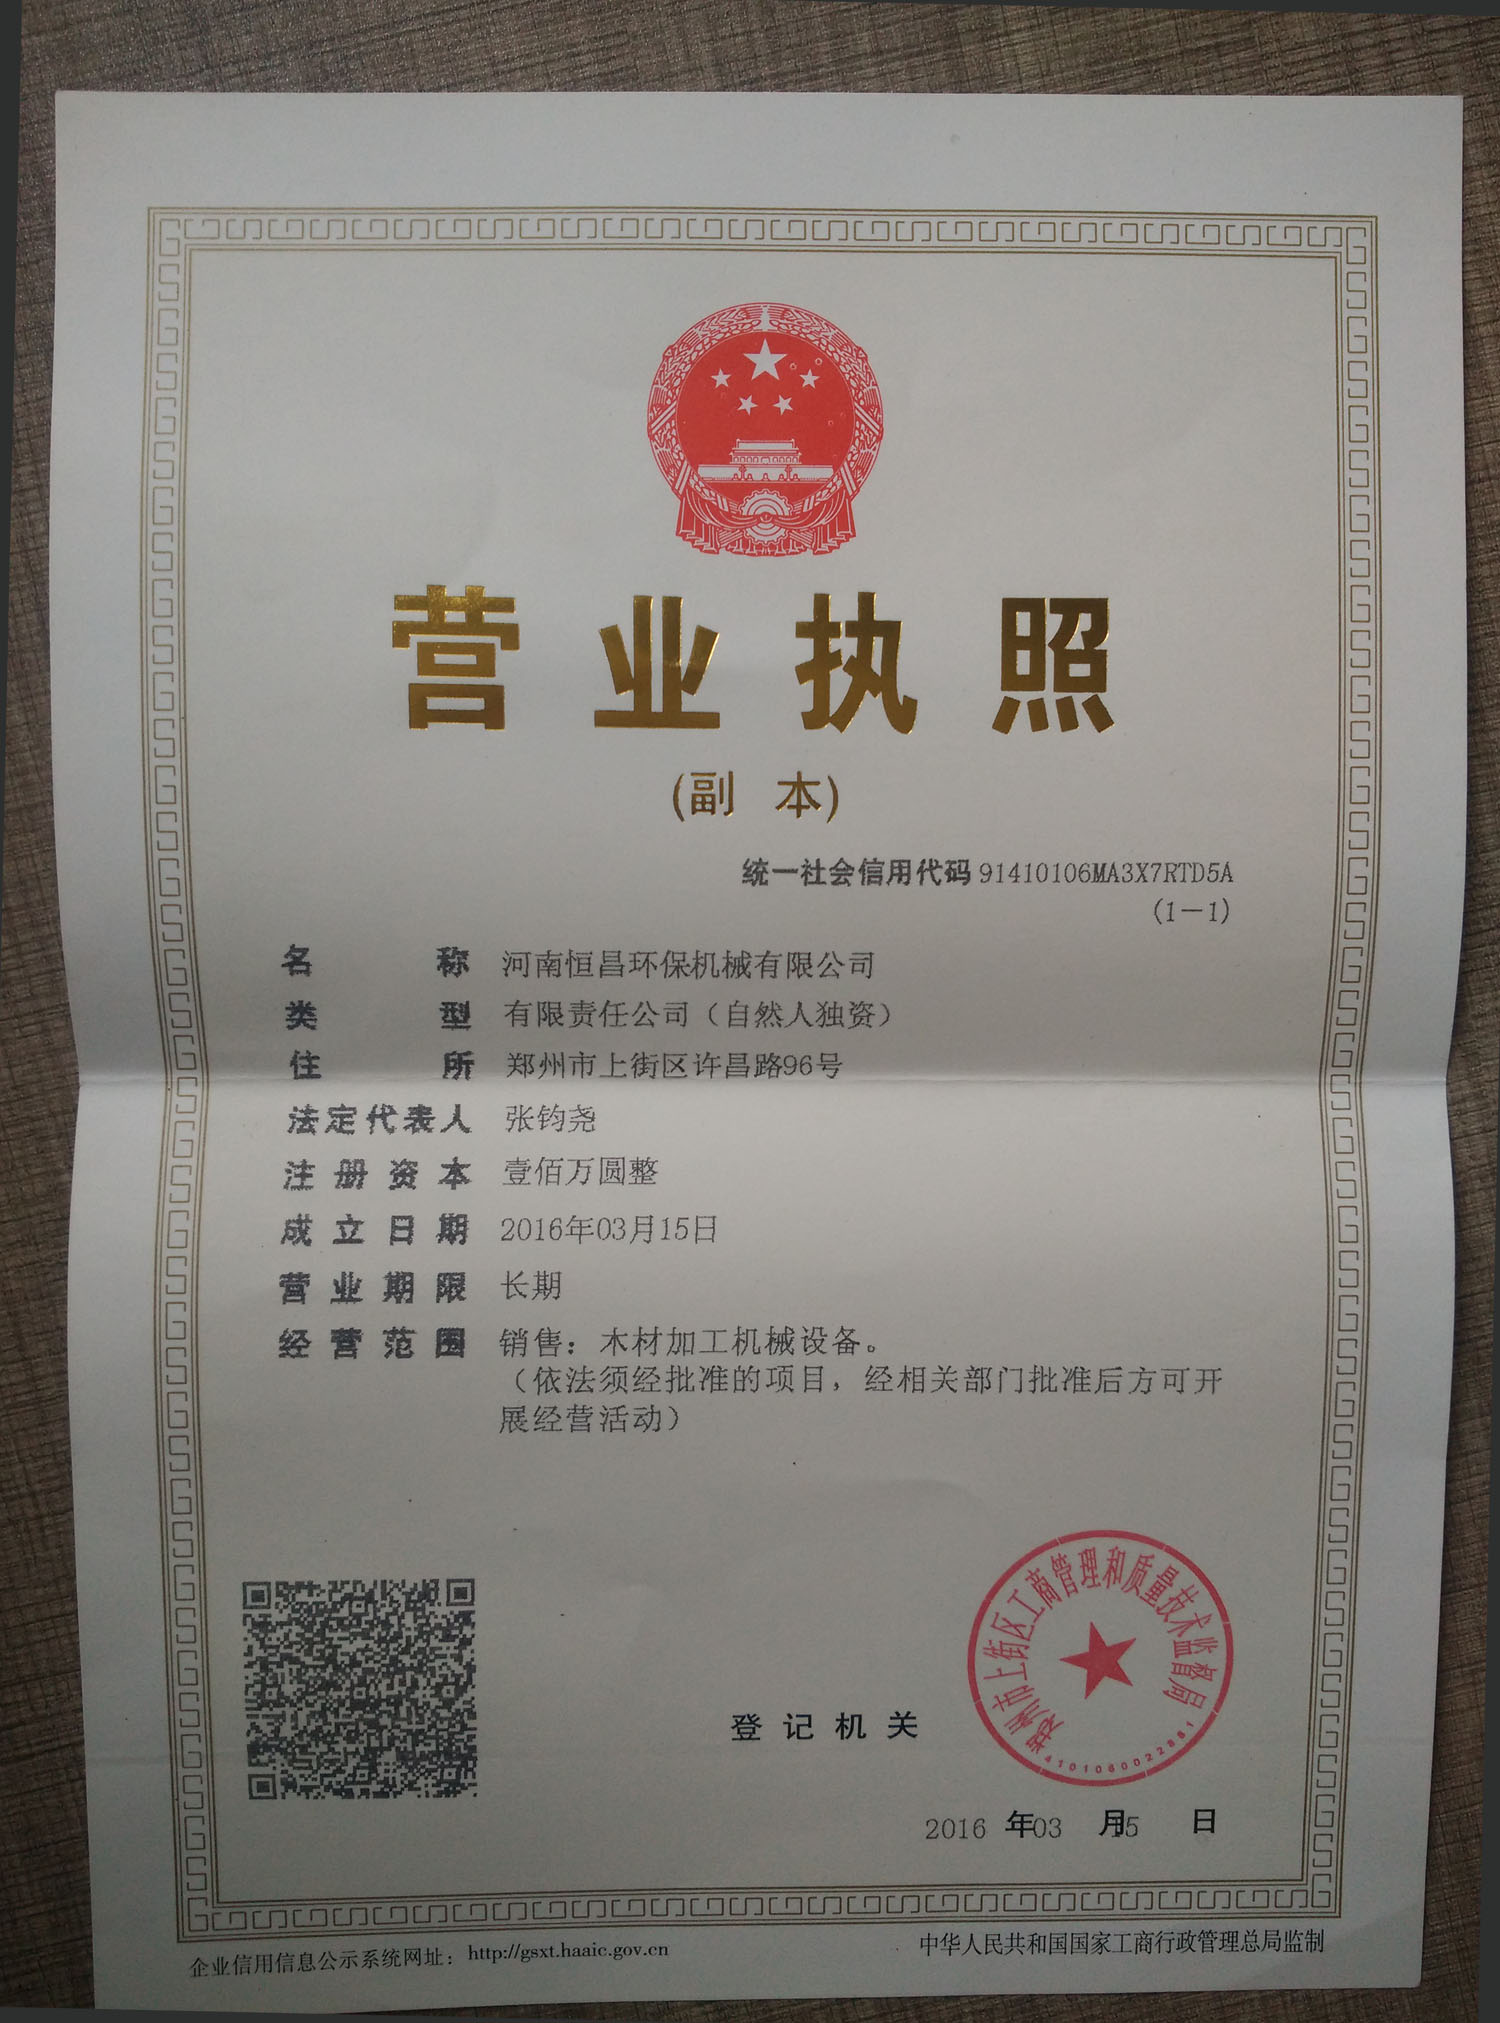 营业执照
(副 本)
统一社会信用代码 91410106MA3X7RTD5A
(1-1)
名 称 河南恒昌环保机械有限公司
类 型 有限责任公司（自然人独资）
住 所 郑州市上街区许昌路96号
法定代表人 张钧尧
注册资本 壹佰万圆整
成立日期 2016年03月15日
营业期限 长期
经营范围 销售：木材加工机械设备。
（依法须经批准的项目，经相关部门批准后方可开
展经营活动）
郑州市上街区工商管理和质量技术监督局
4101060022881
登记机关
2016 年03 月15 日
企业信用信息公示系统网址：http://gsxt.haaic.gov.cn
中华人民共和国国家工商行政管理总局监制